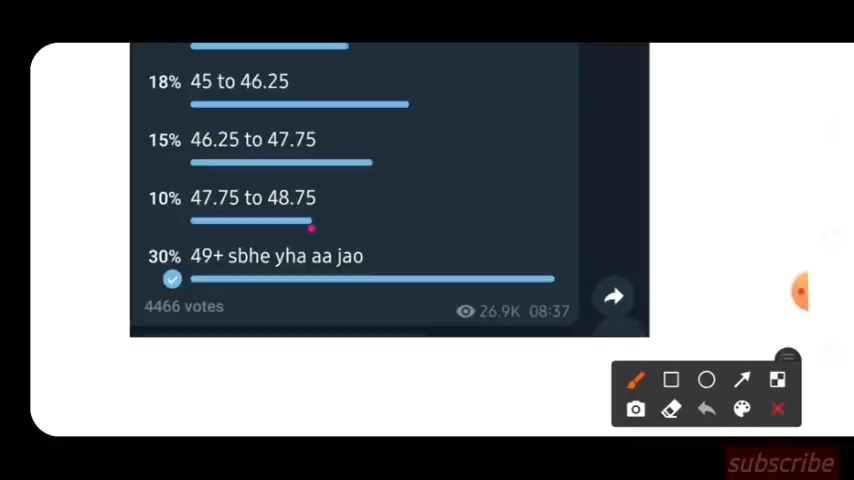 18% 45 to 46.25
15% 46.25 to 47.75
10% 47.75 to 48.75
30% 49+ sbhe yha aa jao
4466 votes 26.9K 08:37
subscribe